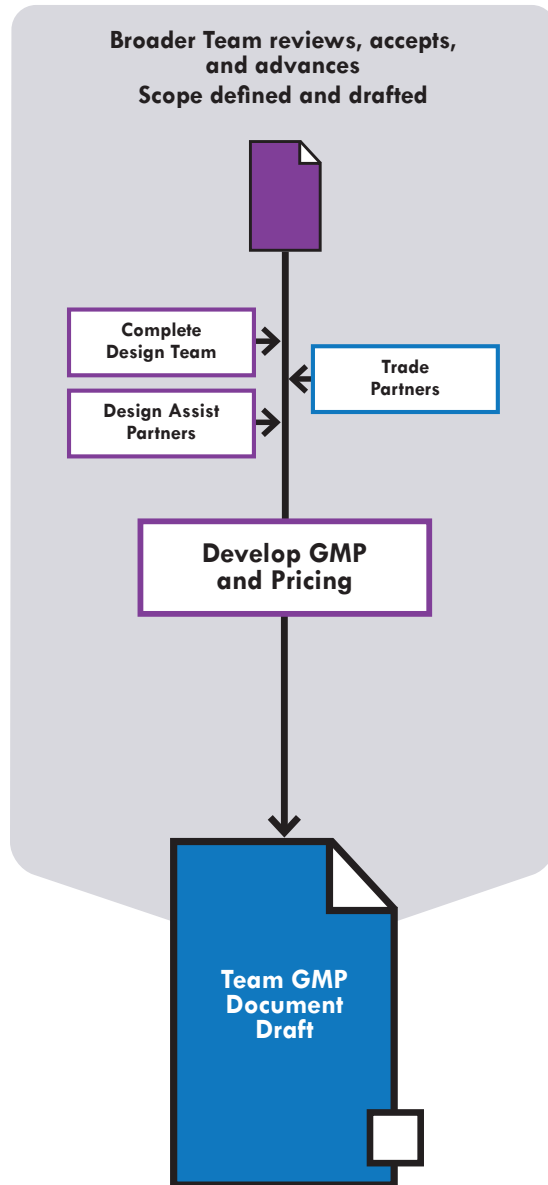 Broader Team reviews, accepts,
and advances
Scope defined and drafted
Complete
Design Team
Trade
Partners
Design Assist
Partners
Develop GMP
and Pricing
Team GMP
Document
Draft